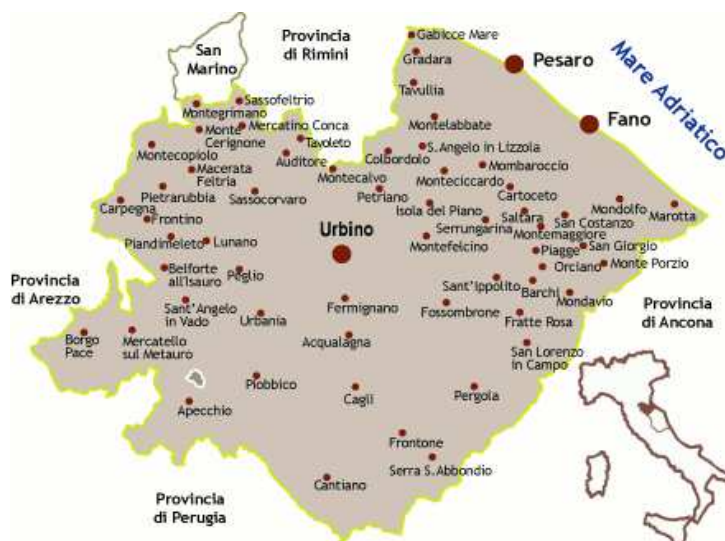 Gabicce Mare
Provincia
di Rimini
San
Marino
Gradara
Pesaro
Mare Adriatico
Tavullia
Sassofeltrio
Montegrimano
Fano
Mercatino Conca
Monte
Cerignone
Tavoleto
Montelabbate
Montecopiolo
Auditore
Colbordolo
S.Angelo in Lizzola
Mombaroccio
Macerata
Feltria
Montecalvo
Monteciccardo
Pietrarubbia
Sassocorvaro
Petriano
Cartoceto
Carpegna
Isola del Piano
Saltara
San Costanzo
Mondolfo
Marotta
Frontino
Urbino
Serrungarina
Montemaggiore
Piandimeleto
Lunano
Montefelcino
Piagge
San Giorgio
Provincia
di Arezzo
Belforte
all'Isauro
Peglio
Orciano
Monte Porzio
Sant'Ippolito
Barchi
Mondavio
Provincia
di Ancona
Sant'Angelo
in Vado
Urbania
Fermignano
Fossombrone
Fratte Rosa
Borgo
Pace
Mercatello
sul Metauro
Acqualagna
San Lorenzo
in Campo
Piobbico
Cagli
Pergola
Apecchio
Frontone
Serra S.Abbondio
Cantiano
Provincia
di Perugia